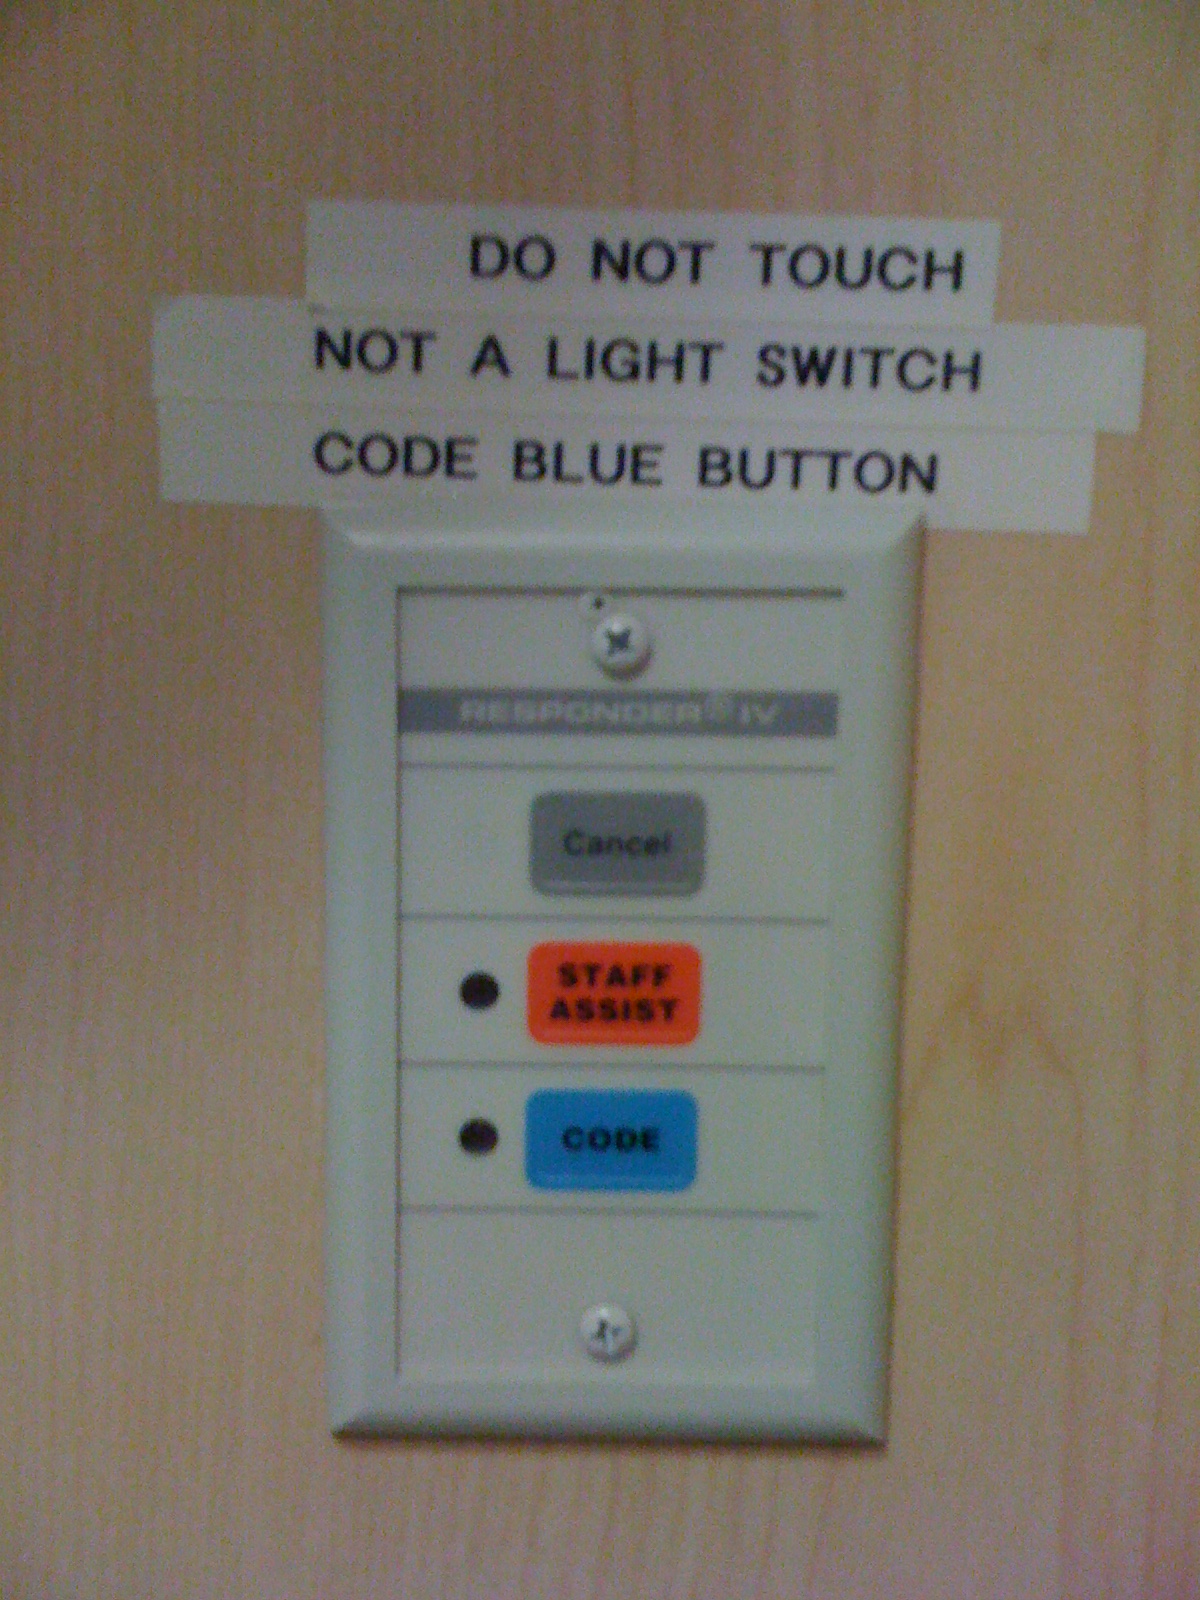 DO NOT TOUCH
NOT A LIGHT SWITCH
CODE BLUE BUTTON
RESPONDER® IV
Cancel
STAFF
ASSIST
CODE